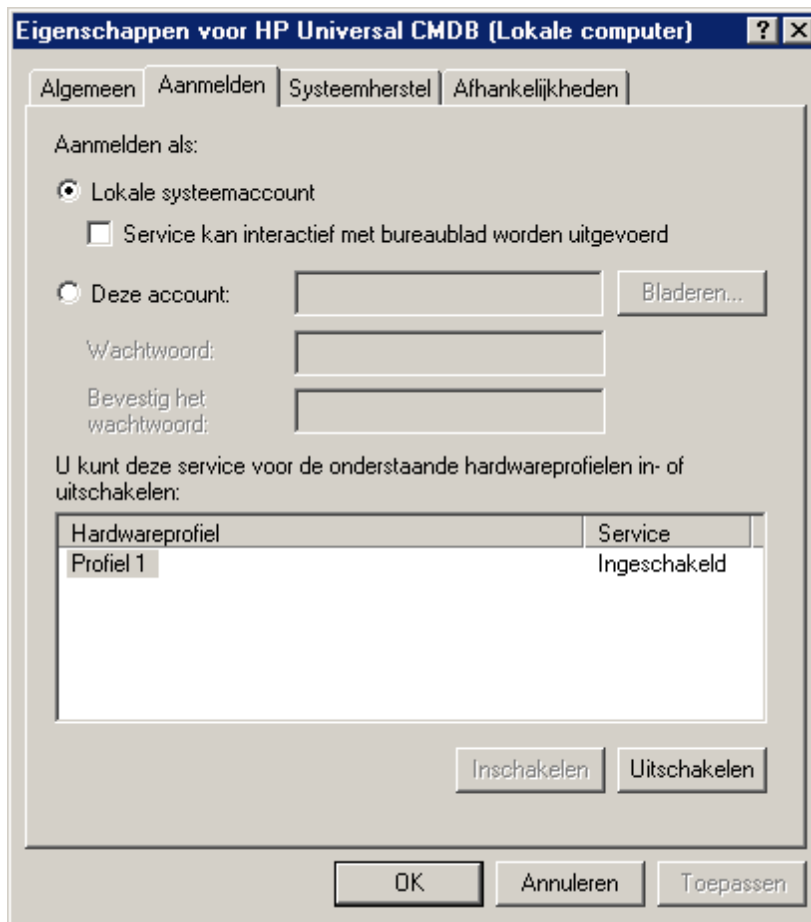 Eigenschappen voor HP Universal CMDB (Lokale computer)
Algemeen Aanmelden Systeemherstel Afhankelijkheden
Aanmelden als:
Lokale systeemaccount
Service kan interactief met bureaublad worden uitgevoerd
Deze account: Bladeren...
Wachtwoord:
Bevestig het
wachtwoord:
U kunt deze service voor de onderstaande hardwareprofielen in- of
uitschakelen:
Hardwareprofiel Service
Profiel 1 Ingeschakeld
Inschakelen Uitschakelen
OK Annuleren Toepassen